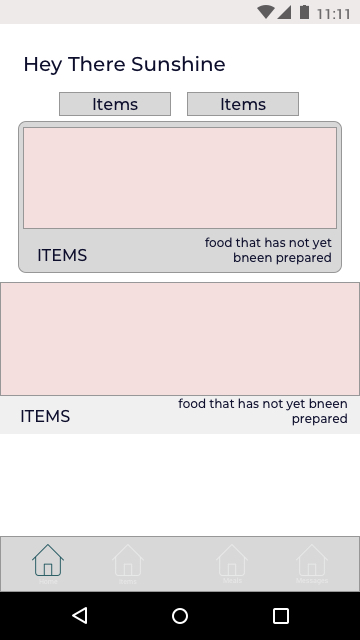 11:11
Hey There Sunshine
Items Items
food that has not yet
bneen prepared
ITEMS
food that has not yet bneen
prepared
ITEMS